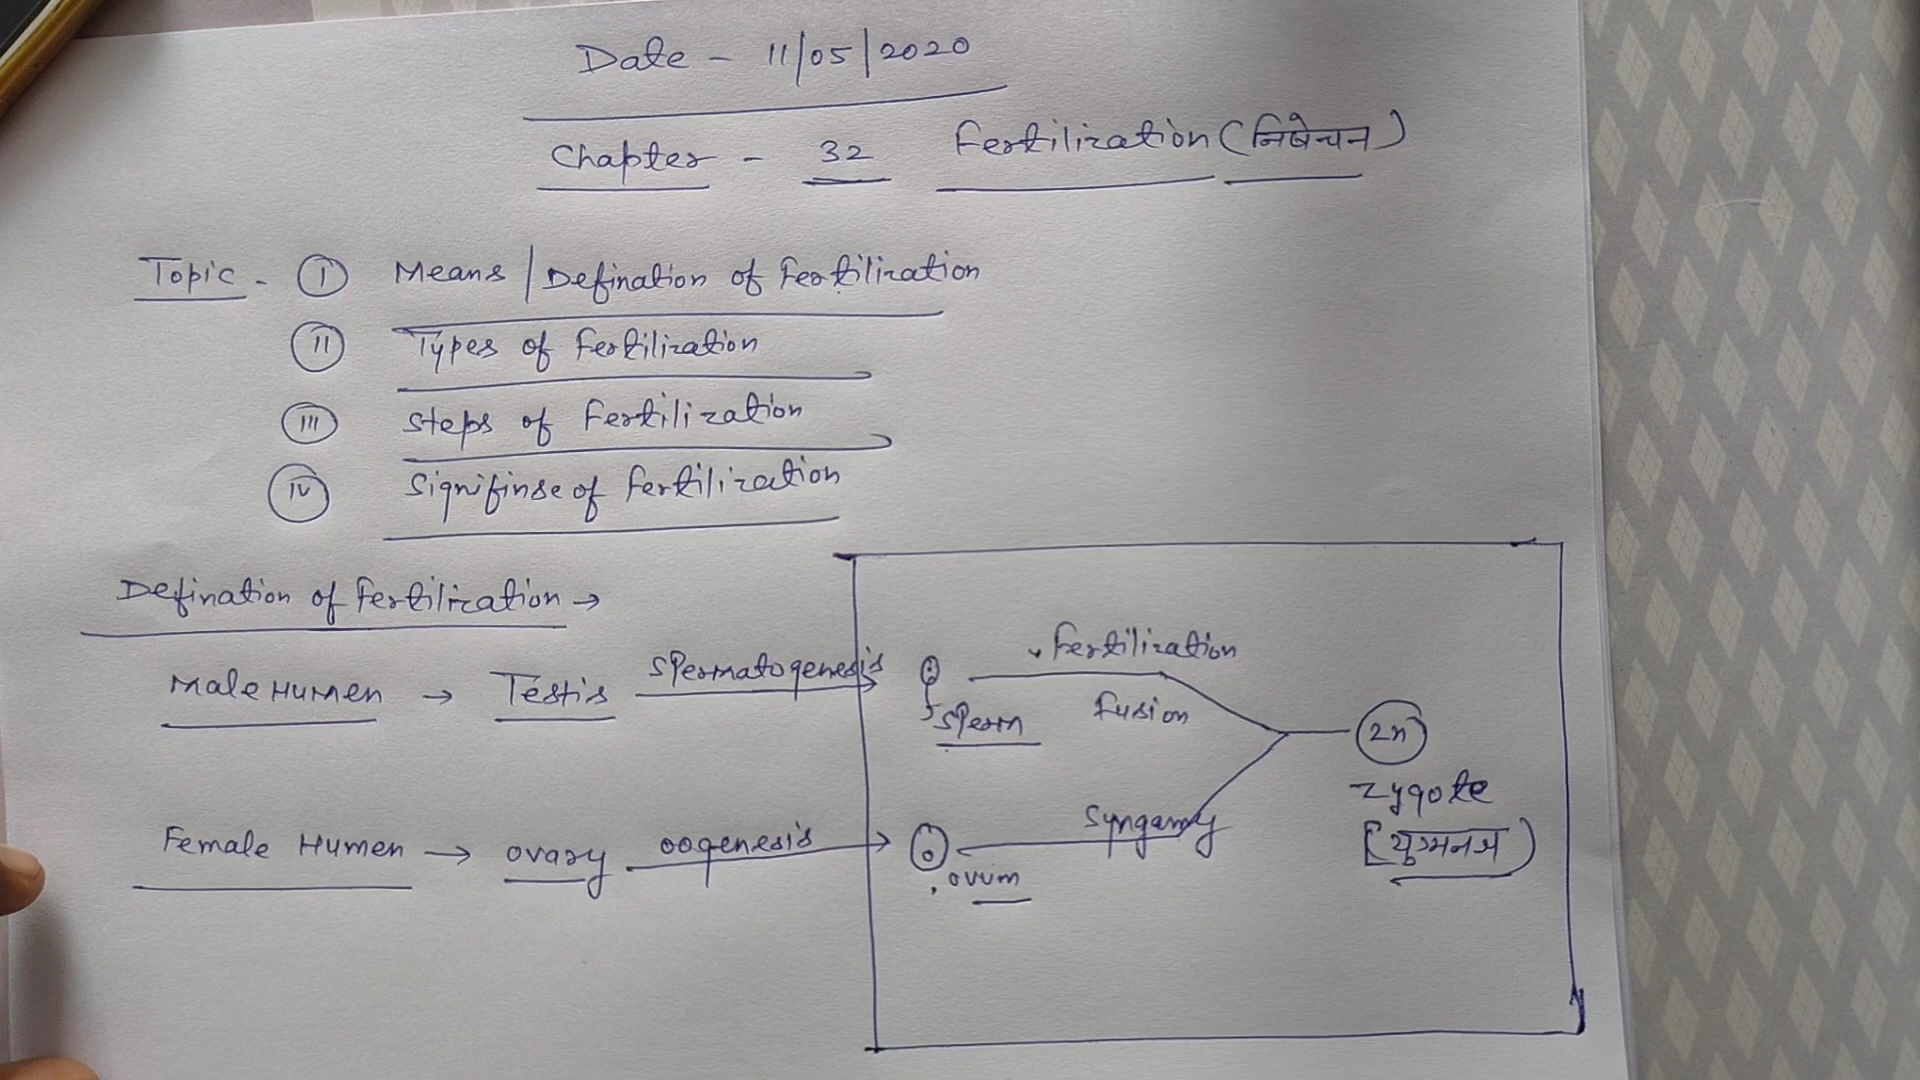 Date - 11/05/2020
Chapter - 32 Fertilization (निषेचन)
Topic - I Means / Defination of Fertilization
II Types of Fertilization
III Steps of Fertilization
IV Signifinse of Fertilization
Defination of Fertilization →
Male Humen → Testis spermatogenesis → Sperm
Fertilization
fusion
2n
Zygote
(युग्मनज)
Female Humen → ovary oogenesis → ovum
Syngamy